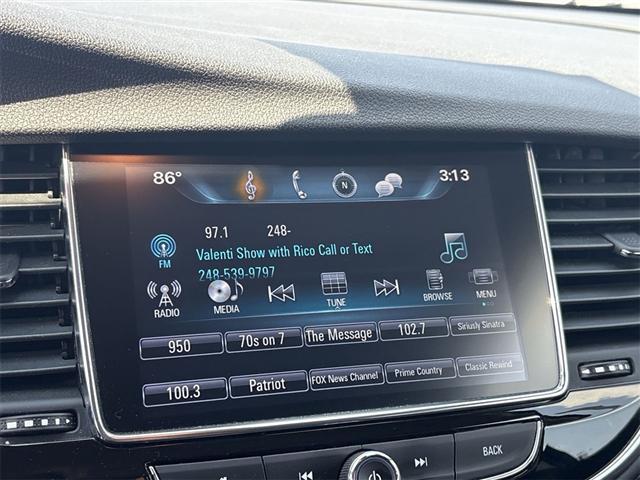 86° N 3:13
97.1 248-
Valenti Show with Rico Call or Text
FM 248-539-9797
RADIO MEDIA TUNE BROWSE MENU
950 70s on 7 The Message 102.7 Siriusly Sinatra
100.3 Patriot FOX News Channel Prime Country Classic Rewind
BACK